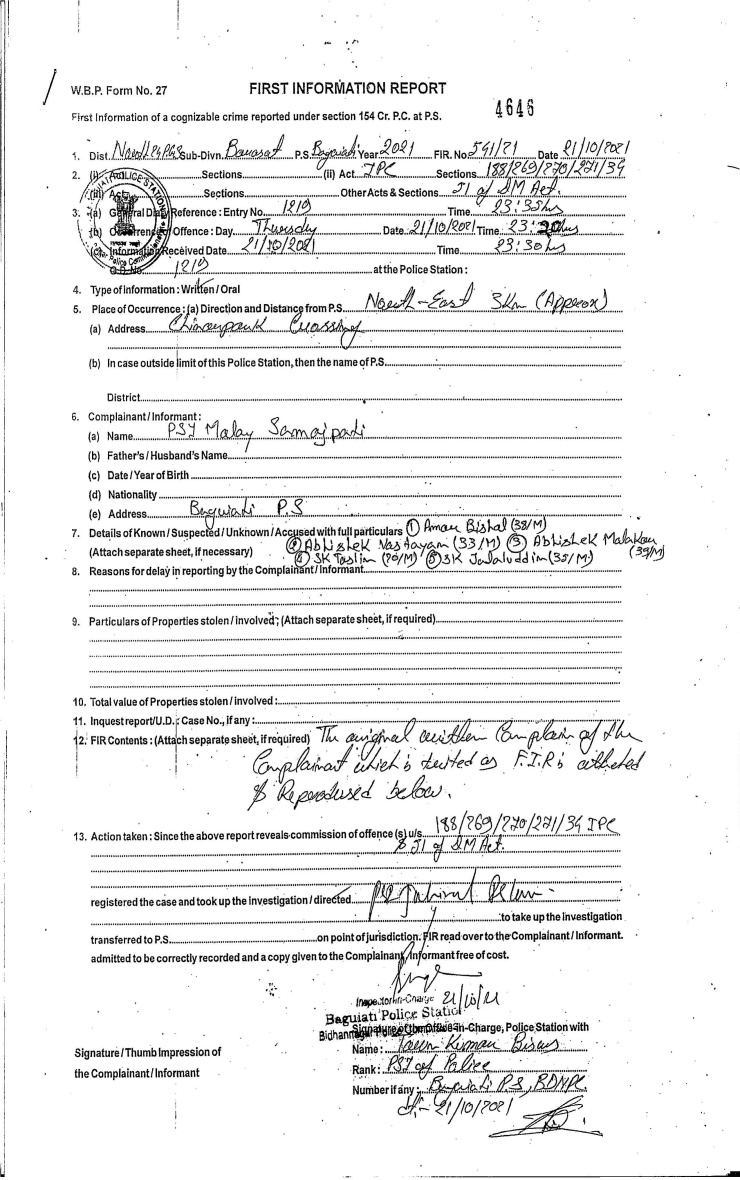 W.B.P. Form No. 27 FIRST INFORMATION REPORT
4646
First Information of a cognizable crime reported under section 154 Cr. P.C. at P.S.
1. Dist. North 24 PGS Sub-Divn. Barasat P.S. Baguiati Year 2021 FIR. No. 591/21 Date 21/10/2021
2. (i) Act Sections (ii) Act IPC Sections 188/269/270/271/34
(iii) Act Sections Other Acts & Sections 51 of DM Act.
3. (a) General Diary Reference : Entry No. 1219 Time 23:35 hrs
(b) Occurrence Offence : Day Thursday Date 21/10/2021 Time 23:20 hrs
(c) Information Received Date 21/10/2021 Time 23:30 hrs
G.D. No. 1219 at the Police Station :
4. Type of Information : Written / Oral
5. Place of Occurrence : (a) Direction and Distance from P.S. North-East 3km (Approx)
(a) Address Chinarpark Crossing
(b) In case outside limit of this Police Station, then the name of P.S.
District
6. Complainant / Informant :
(a) Name PSI Malay Samajpati
(b) Father's / Husband's Name
(c) Date / Year of Birth
(d) Nationality
(e) Address Baguiati P.S
7. Details of Known / Suspected / Unknown / Accused with full particulars ① Aman Bishal (38/M)
(Attach separate sheet, if necessary) ② Abhishek (33/M) ③ Abhishek Malakar (39/M)
④ SK Taslim (20/M) ⑤ SK Jalaluddim (35/M)
8. Reasons for delay in reporting by the Complainant / Informant
9. Particulars of Properties stolen / involved : (Attach separate sheet, if required)
10. Total value of Properties stolen / involved :
11. Inquest report/U.D. : Case No., if any :
12. FIR Contents : (Attach separate sheet, if required) The original written Complain of the
Complainant which is treated as F.I.R is attached
& Reproduced below.
13. Action taken : Since the above report reveals commission of offence (s) u/s 188/269/270/271/34 IPC
& 51 of DM Act.
registered the case and took up the investigation / directed
to take up the investigation
transferred to P.S. on point of jurisdiction. FIR read over to the Complainant / Informant.
admitted to be correctly recorded and a copy given to the Complainant / Informant free of cost.
Inspector-In-Charge 21/10/21
Baguiati Police Station
Signature of the Officer-in-Charge, Police Station with
Signature / Thumb Impression of
the Complainant / Informant
Name : Kumar Biswas
Rank : PSI of Police
Number if any : Baguiati P.S, BDNPC
Dt- 21/10/2021